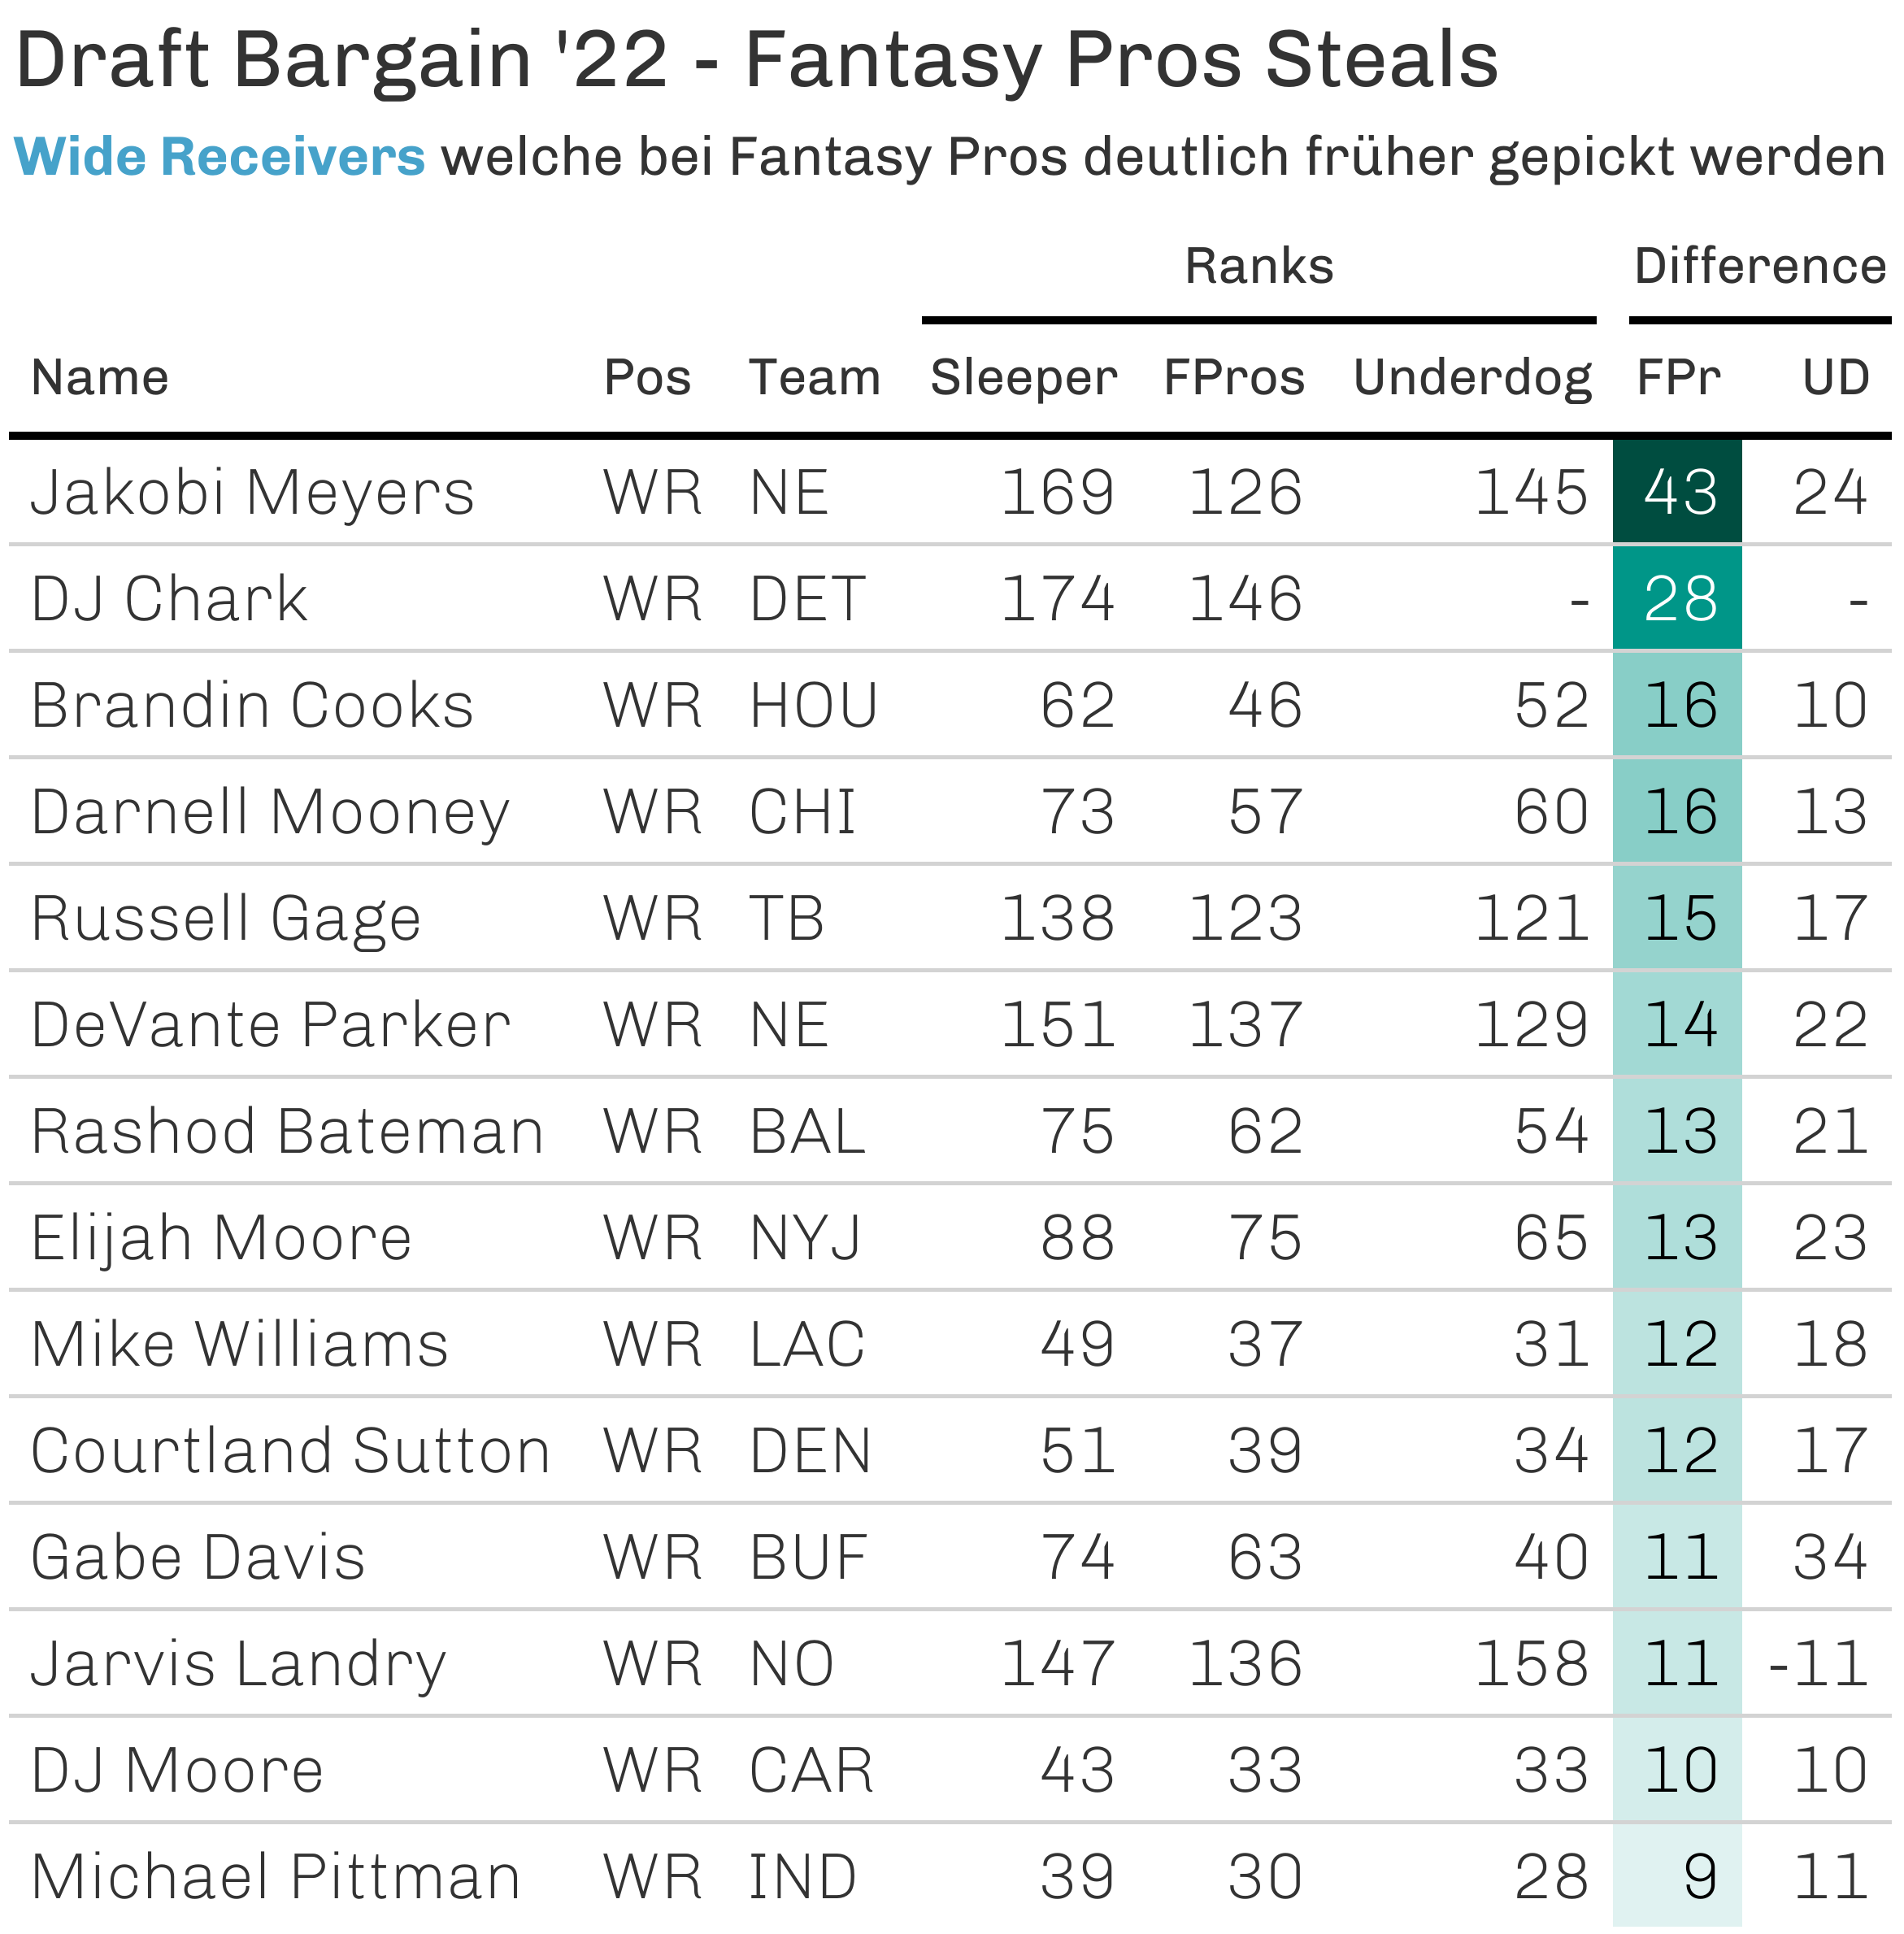 Draft Bargain '22 - Fantasy Pros Steals
Wide Receivers welche bei Fantasy Pros deutlich früher gepickt werden
Ranks Difference
Name Pos Team Sleeper FPros Underdog FPr UD
Jakobi Meyers WR NE 169 126 145 43 24
DJ Chark WR DET 174 146 - 28 -
Brandin Cooks WR HOU 62 46 52 16 10
Darnell Mooney WR CHI 73 57 60 16 13
Russell Gage WR TB 138 123 121 15 17
DeVante Parker WR NE 151 137 129 14 22
Rashod Bateman WR BAL 75 62 54 13 21
Elijah Moore WR NYJ 88 75 65 13 23
Mike Williams WR LAC 49 37 31 12 18
Courtland Sutton WR DEN 51 39 34 12 17
Gabe Davis WR BUF 74 63 40 11 34
Jarvis Landry WR NO 147 136 158 11 -11
DJ Moore WR CAR 43 33 33 10 10
Michael Pittman WR IND 39 30 28 9 11